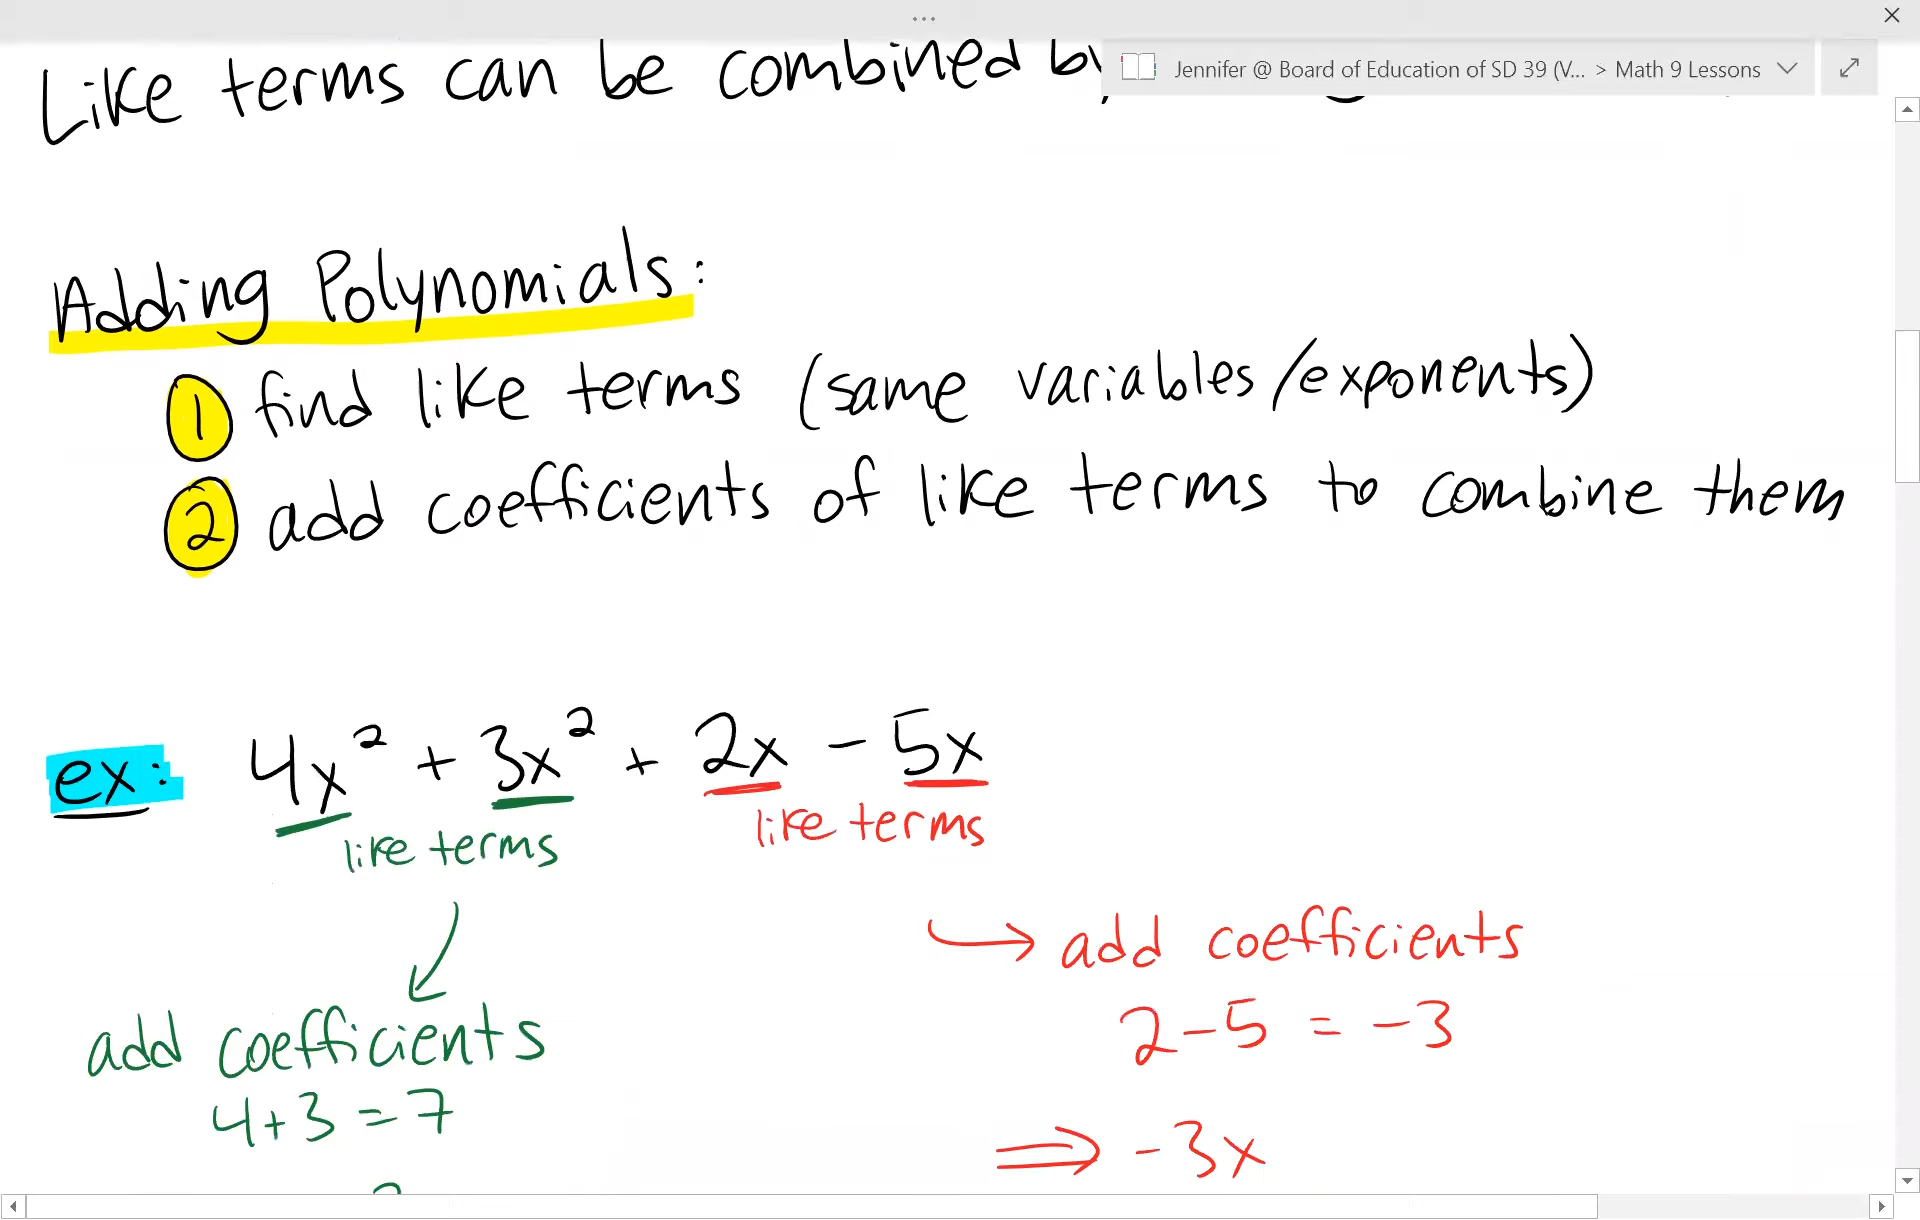 Jennifer @ Board of Education of SD 39 (V... > Math 9 Lessons
Like terms can be combined by
Adding Polynomials:
1 find like terms (same variables/exponents)
2 add coefficients of like terms to combine them
ex: 4x² + 3x² + 2x - 5x
like terms
like terms
add coefficients
2-5 = -3
⇒ -3x
add coefficients
4+3=7